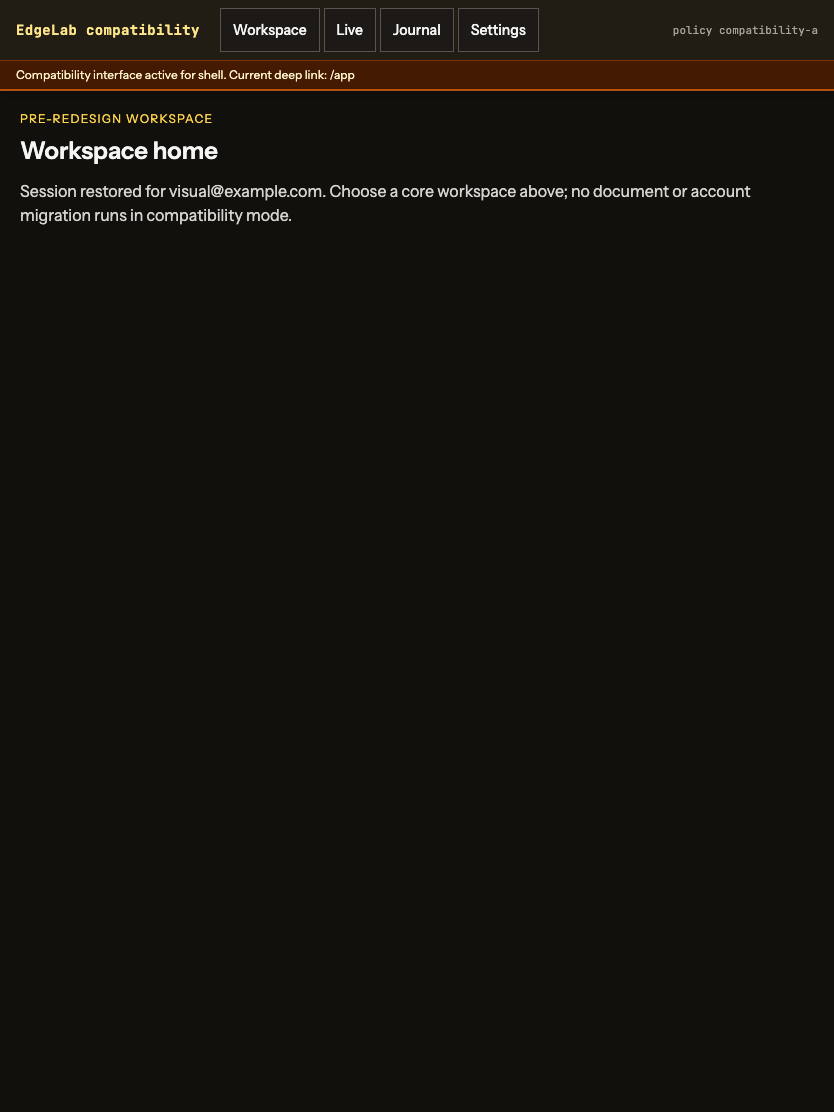 EdgeLab compatibility Workspace Live Journal Settings policy compatibility-a
Compatibility interface active for shell. Current deep link: /app
PRE-REDESIGN WORKSPACE
Workspace home
Session restored for visual@example.com. Choose a core workspace above; no document or account
migration runs in compatibility mode.